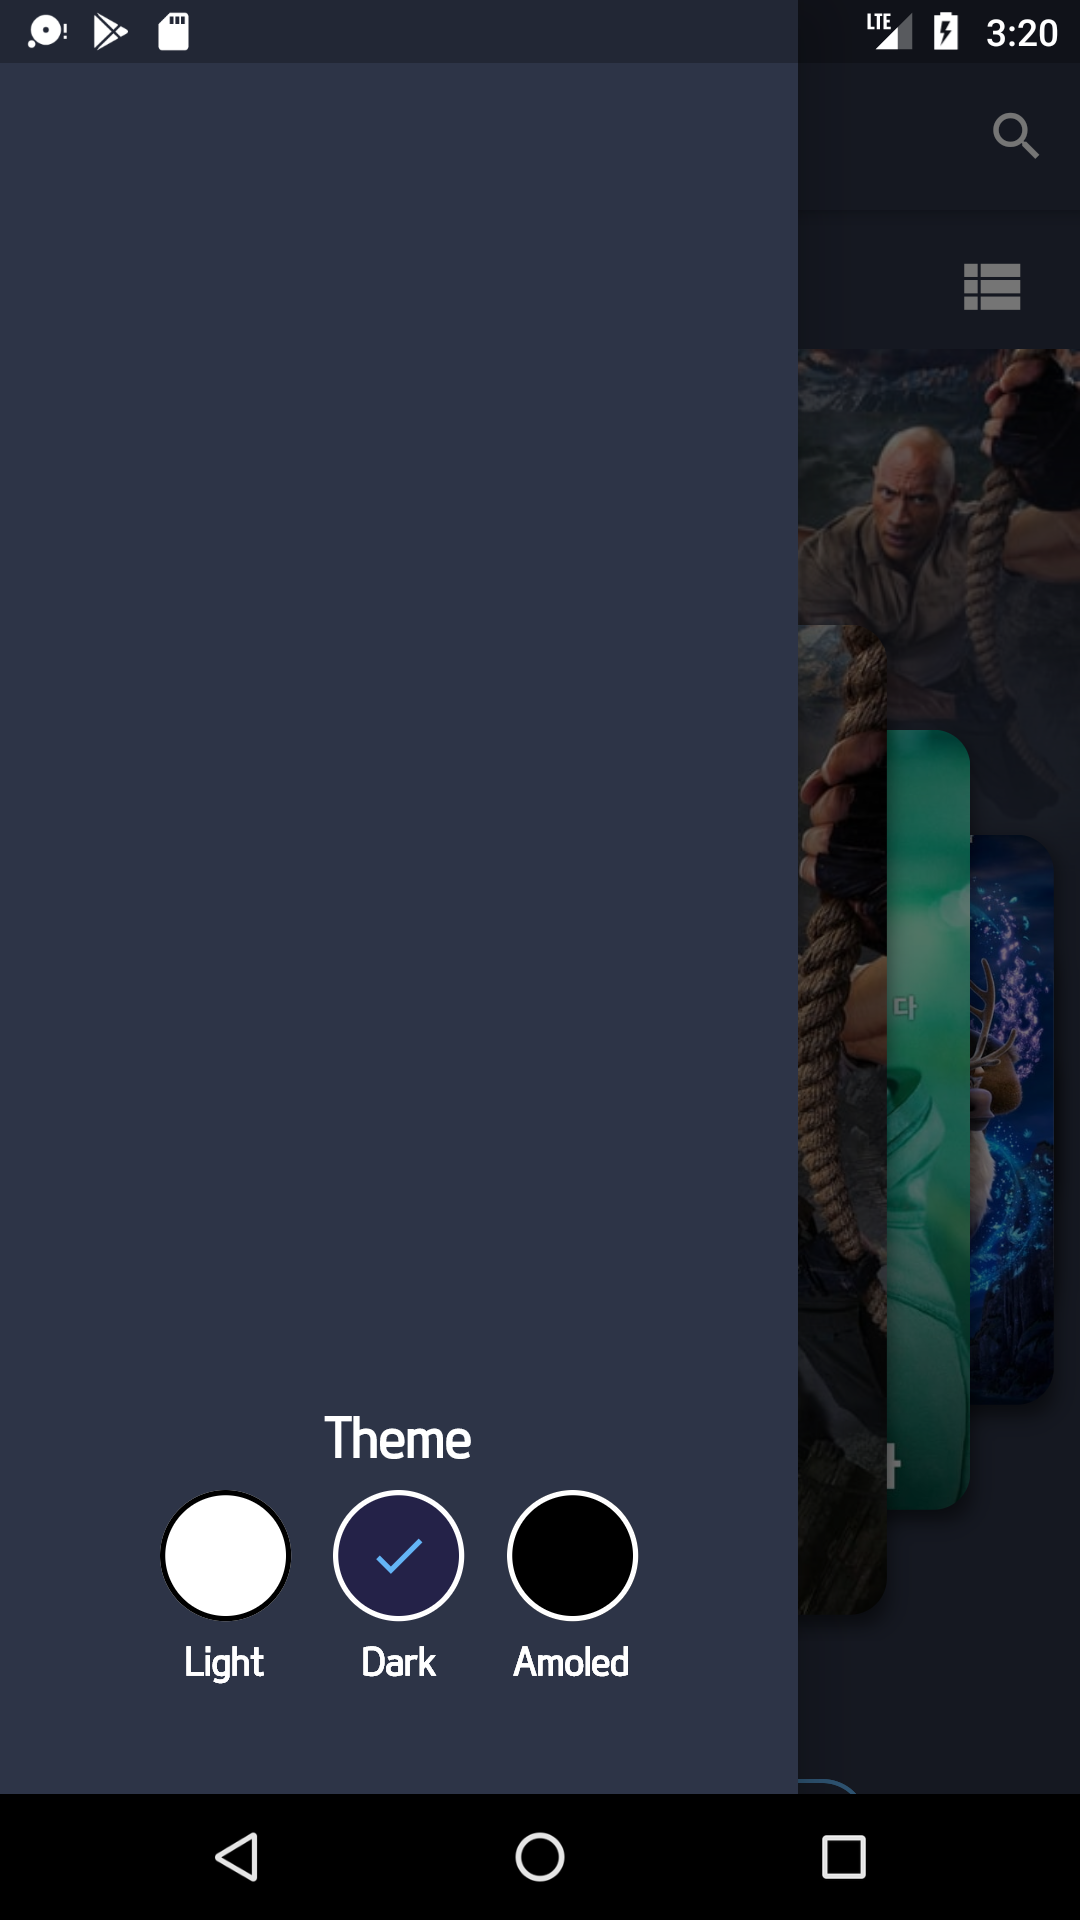 LTE 3:20
다
Theme
Light Dark Amoled